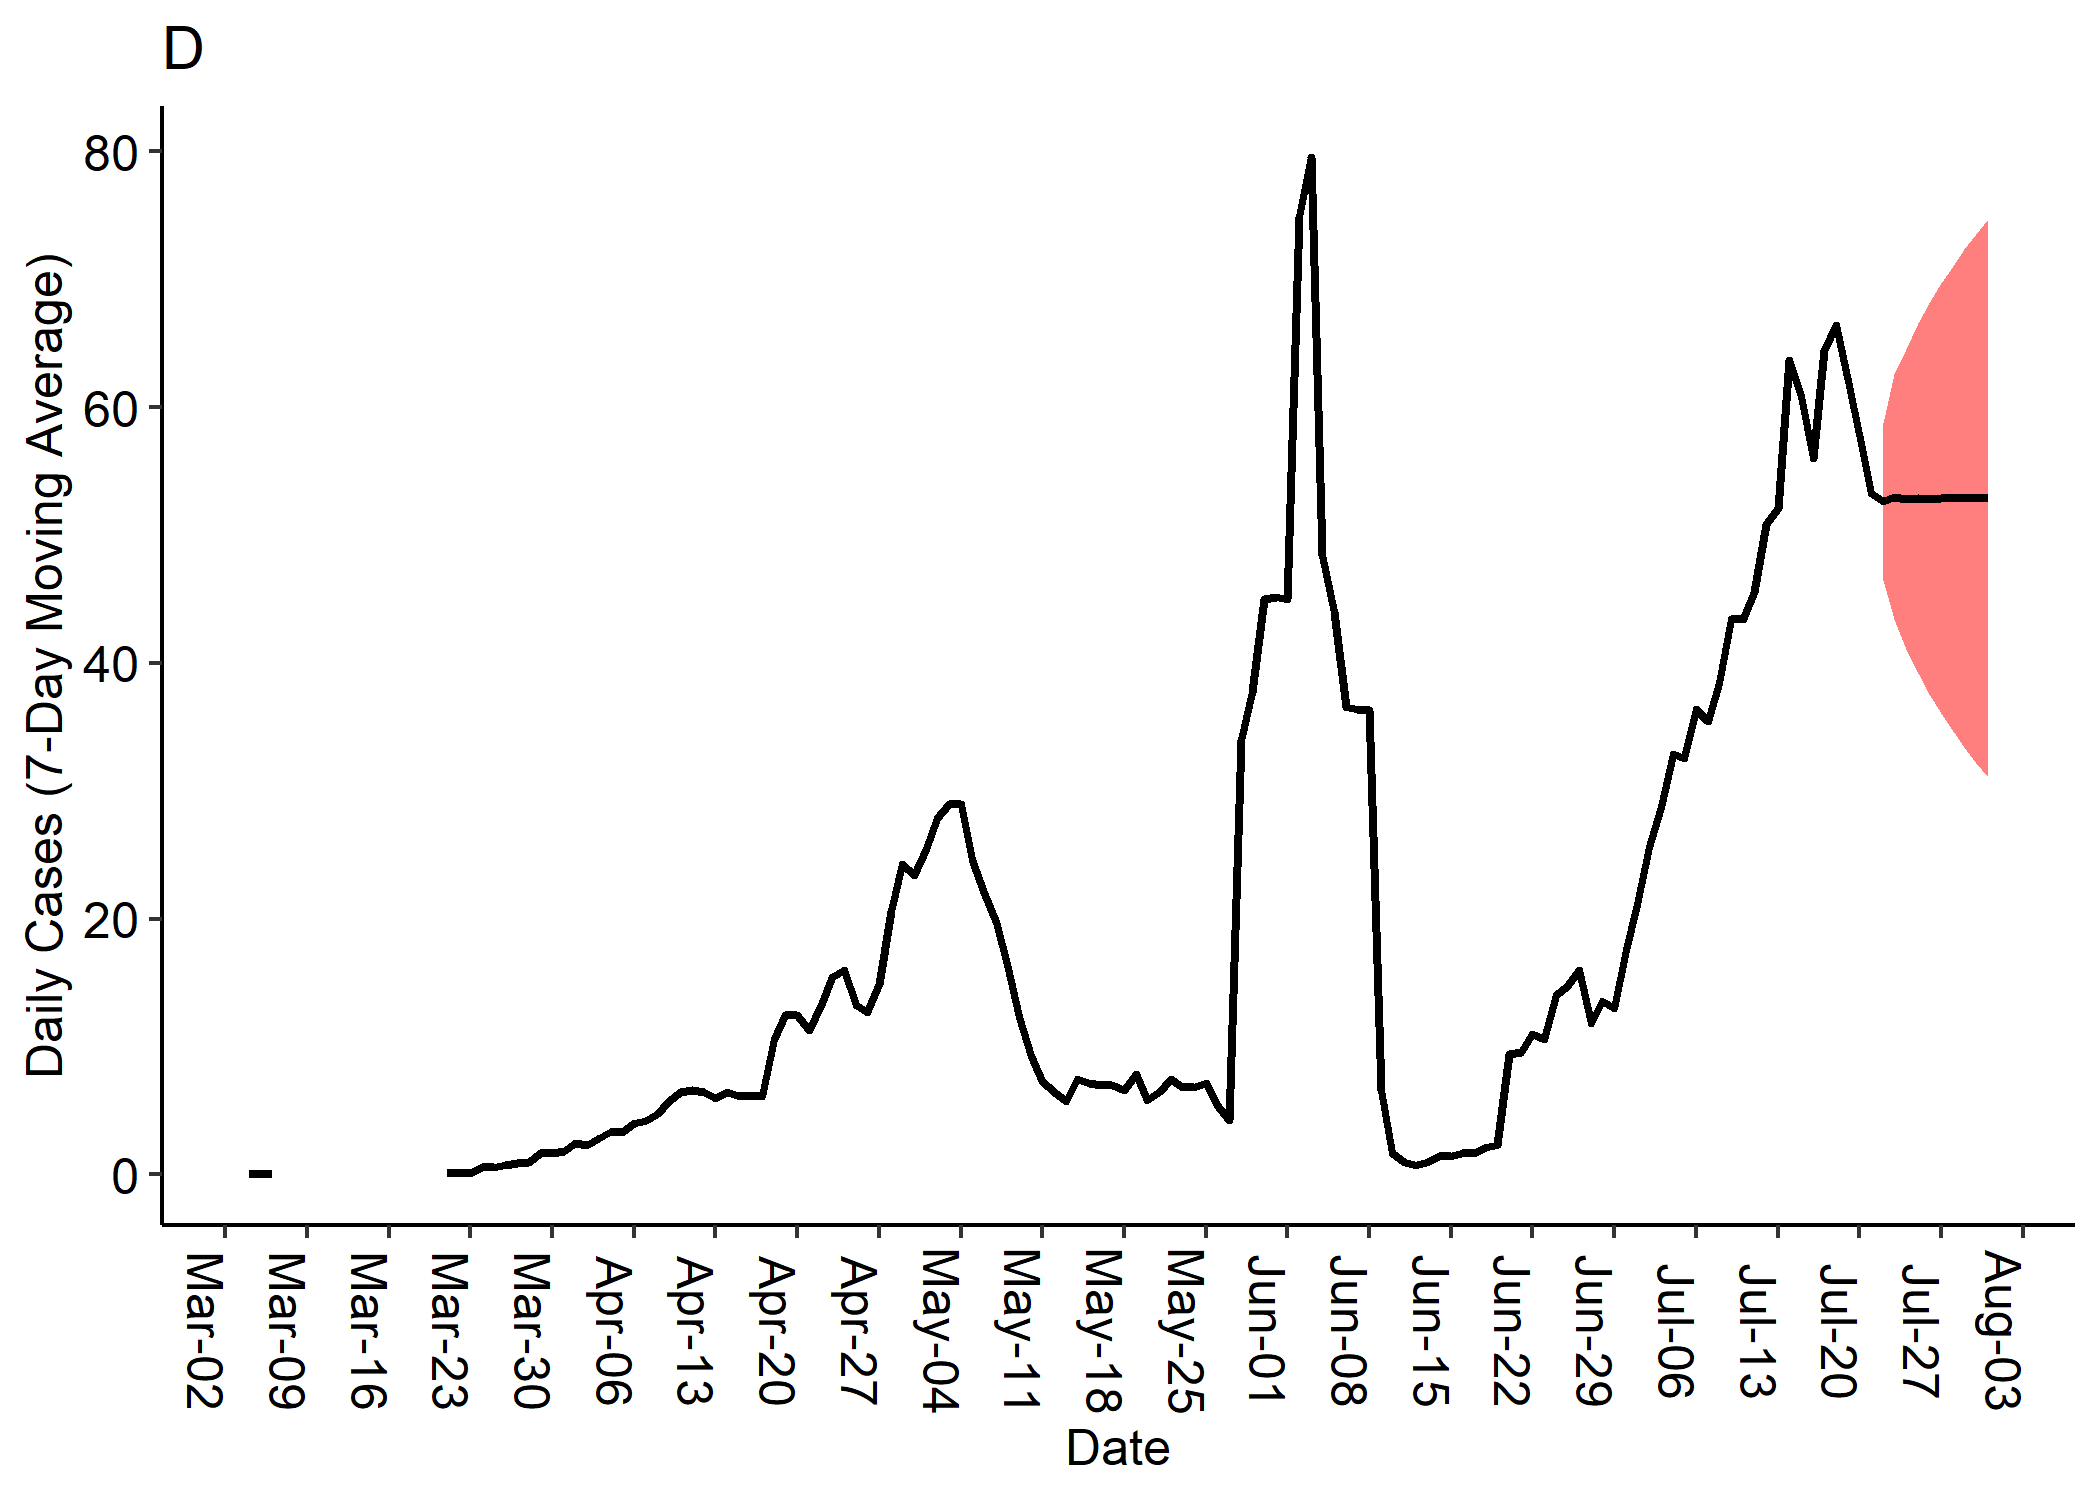 D
Daily Cases (7-Day Moving Average)
80
60
40
20
0
Mar-02
Mar-09
Mar-16
Mar-23
Mar-30
Apr-06
Apr-13
Apr-20
Apr-27
May-04
May-11
May-18
May-25
Jun-01
Jun-08
Jun-15
Jun-22
Jun-29
Jul-06
Jul-13
Jul-20
Jul-27
Aug-03
Date